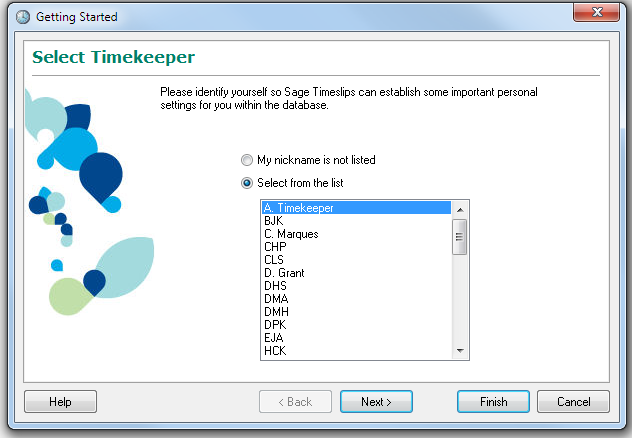 Getting Started
Select Timekeeper
Please identify yourself so Sage Timeslips can establish some important personal
settings for you within the database.
My nickname is not listed
Select from the list
A. Timekeeper
BJK
C. Marques
CHP
CLS
D. Grant
DHS
DMA
DMH
DPK
EJA
HCK
Help
< Back
Next >
Finish
Cancel